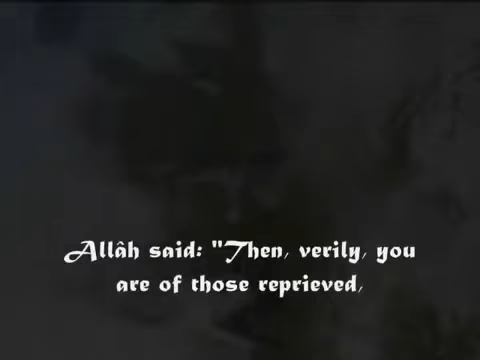 Allâh said: "Then, verily, you
are of those reprieved,